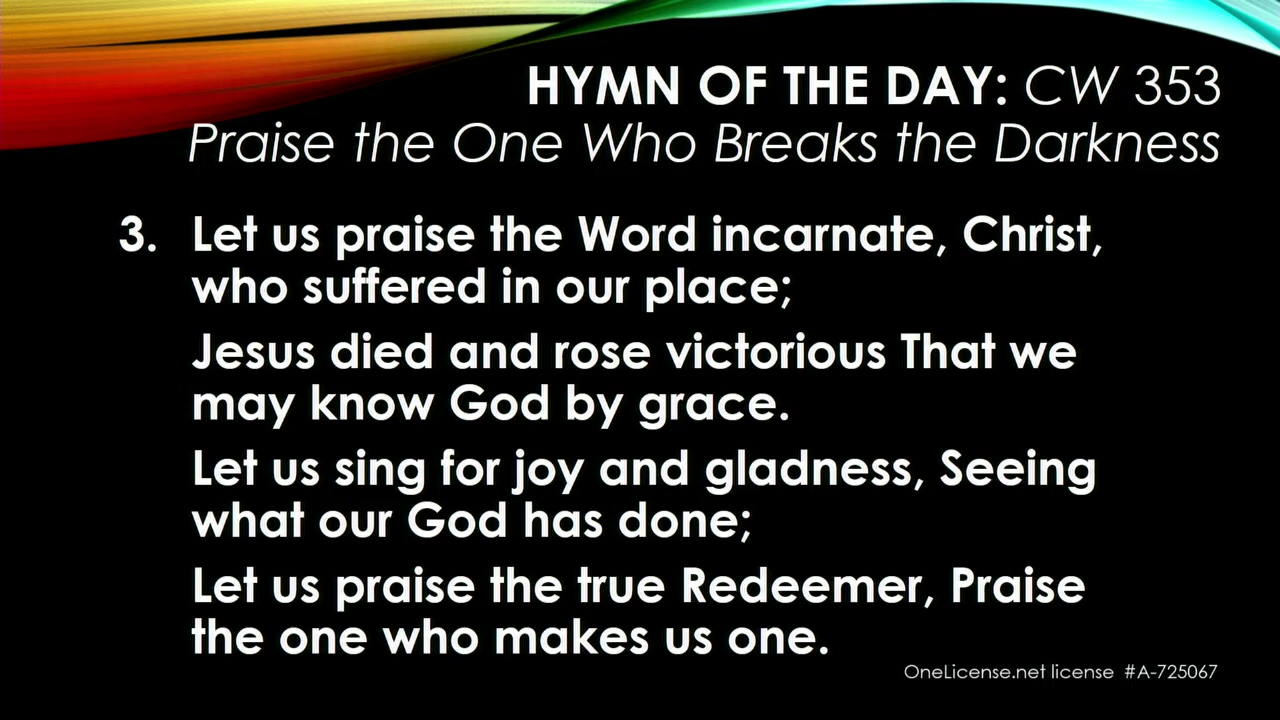 HYMN OF THE DAY: CW 353
Praise the One Who Breaks the Darkness
3. Let us praise the Word incarnate, Christ,
who suffered in our place;
Jesus died and rose victorious That we
may know God by grace.
Let us sing for joy and gladness, Seeing
what our God has done;
Let us praise the true Redeemer, Praise
the one who makes us one.
OneLicense.net license #A-725067